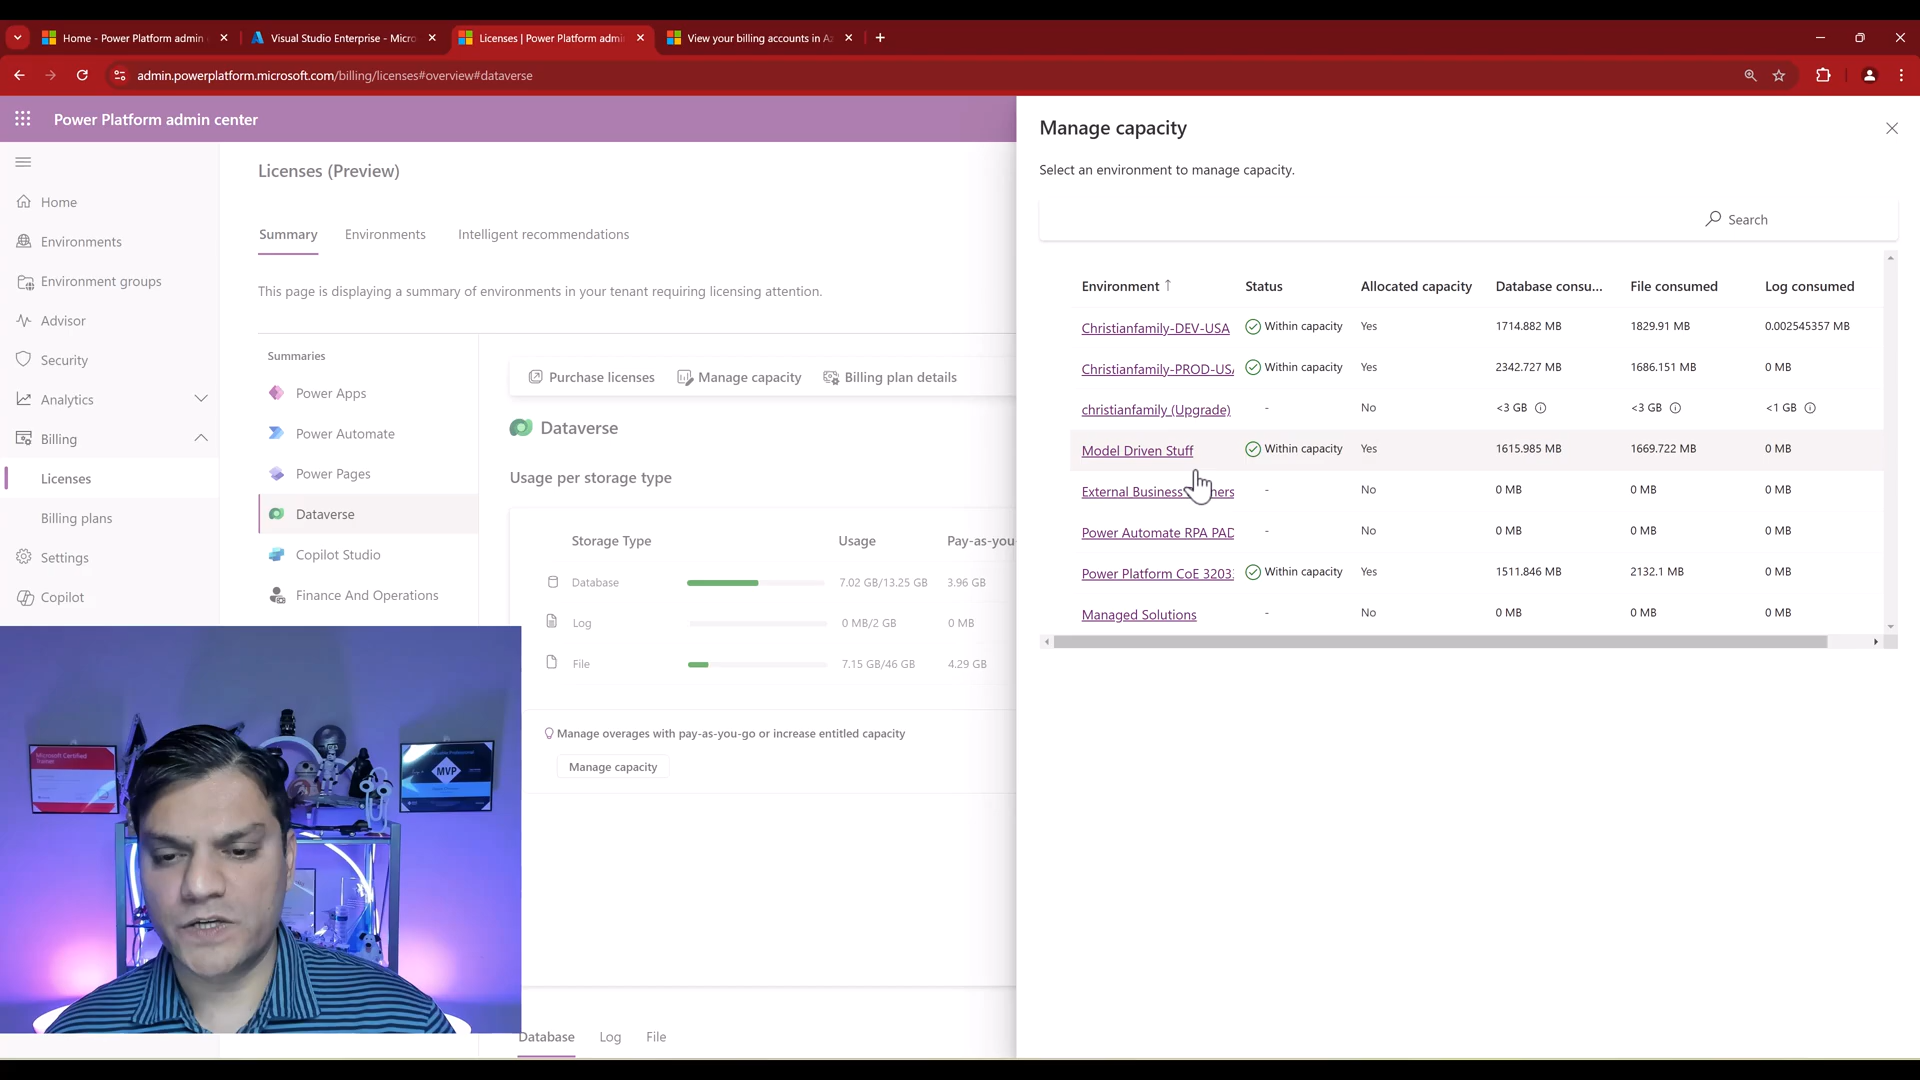 Home - Power Platform admin
Visual Studio Enterprise - Micro
Licenses | Power Platform admi
View your billing accounts in Az
admin.powerplatform.microsoft.com/billing/licenses#overview#dataverse
Power Platform admin center
Home
Environments
Environment groups
Advisor
Security
Analytics
Billing
Licenses
Billing plans
Settings
Copilot
Licenses (Preview)
Summary
Environments
Intelligent recommendations
This page is displaying a summary of environments in your tenant requiring licensing attention.
Summaries
Power Apps
Power Automate
Power Pages
Dataverse
Copilot Studio
Finance And Operations
Purchase licenses
Manage capacity
Billing plan details
Dataverse
Usage per storage type
Storage Type Usage Pay-as-you
Database 7.02 GB/13.25 GB 3.96 GB
Log 0 MB/2 GB 0 MB
File 7.15 GB/46 GB 4.29 GB
Manage overages with pay-as-you-go or increase entitled capacity
Manage capacity
Database Log File
Manage capacity
Select an environment to manage capacity.
Search
Environment ↑ Status Allocated capacity Database consu... File consumed Log consumed
Christianfamily-DEV-USA Within capacity Yes 1714.882 MB 1829.91 MB 0.002545357 MB
Christianfamily-PROD-USA Within capacity Yes 2342.727 MB 1686.151 MB 0 MB
christianfamily (Upgrade) - No <3 GB <3 GB <1 GB
Model Driven Stuff Within capacity Yes 1615.985 MB 1669.722 MB 0 MB
External Business - No 0 MB 0 MB 0 MB
Power Automate RPA PAD - No 0 MB 0 MB 0 MB
Power Platform CoE 3203 Within capacity Yes 1511.846 MB 2132.1 MB 0 MB
Managed Solutions - No 0 MB 0 MB 0 MB
Microsoft Certified
Trainer
MVP